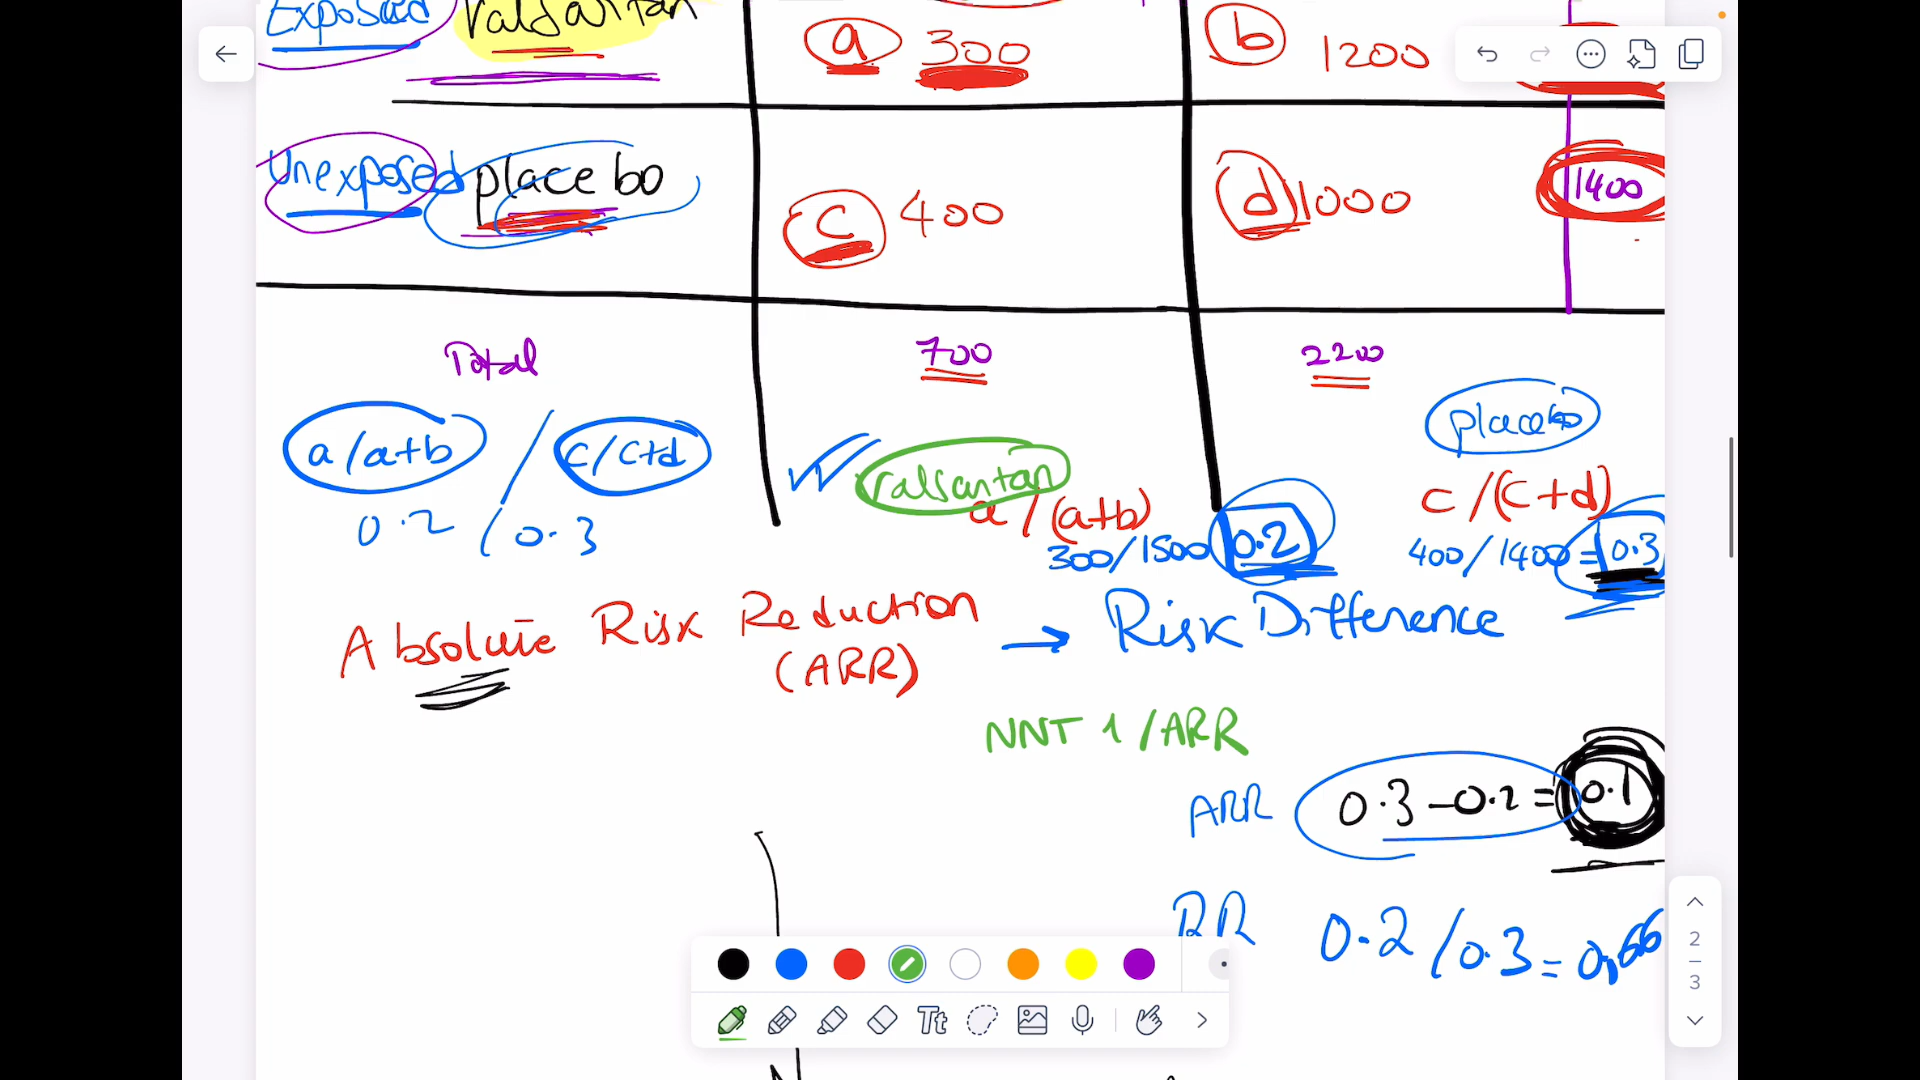 Exposed valsartan a 300 b 1200
Unexposed placebo c 400 d 1000 1400
Total 700 2200
placebo
a/a+b / c/c+d valsartan
a/(a+b) c/(c+d)
0.2 / 0.3 300/1500 0.2 400/1400 = 0.3
Absolute Risk Reduction → Risk Difference
(ARR)
NNT 1/ARR
ARR 0.3-0.2 = 0.1
RR 0.2/0.3 = 0,66
Tt
2
3